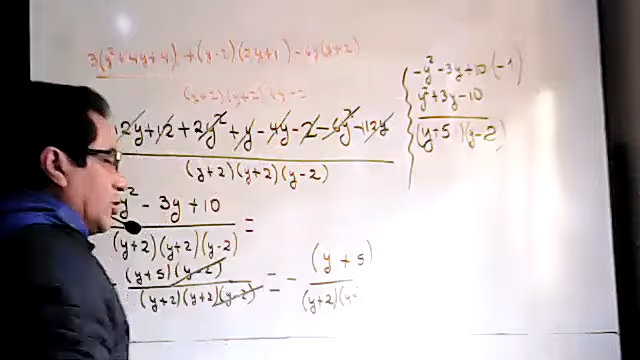 3(y²+4y+4) + (y-2)(2y+1) - 6y(y+2)
(y+2)(y+2)(y-2
12y+12+2y²+y-4y-2-6y²-12y
(y+2)(y+2)(y-2)
y² - 3y + 10 =
(y+2)(y+2)(y-2)
(y+5)(y-2) = - (y+5)
(y+2)(y+2)(y-2) (y+2)(y+
-y²-3y+10 (-1)
y²+3y-10
(y+5)(y-2)